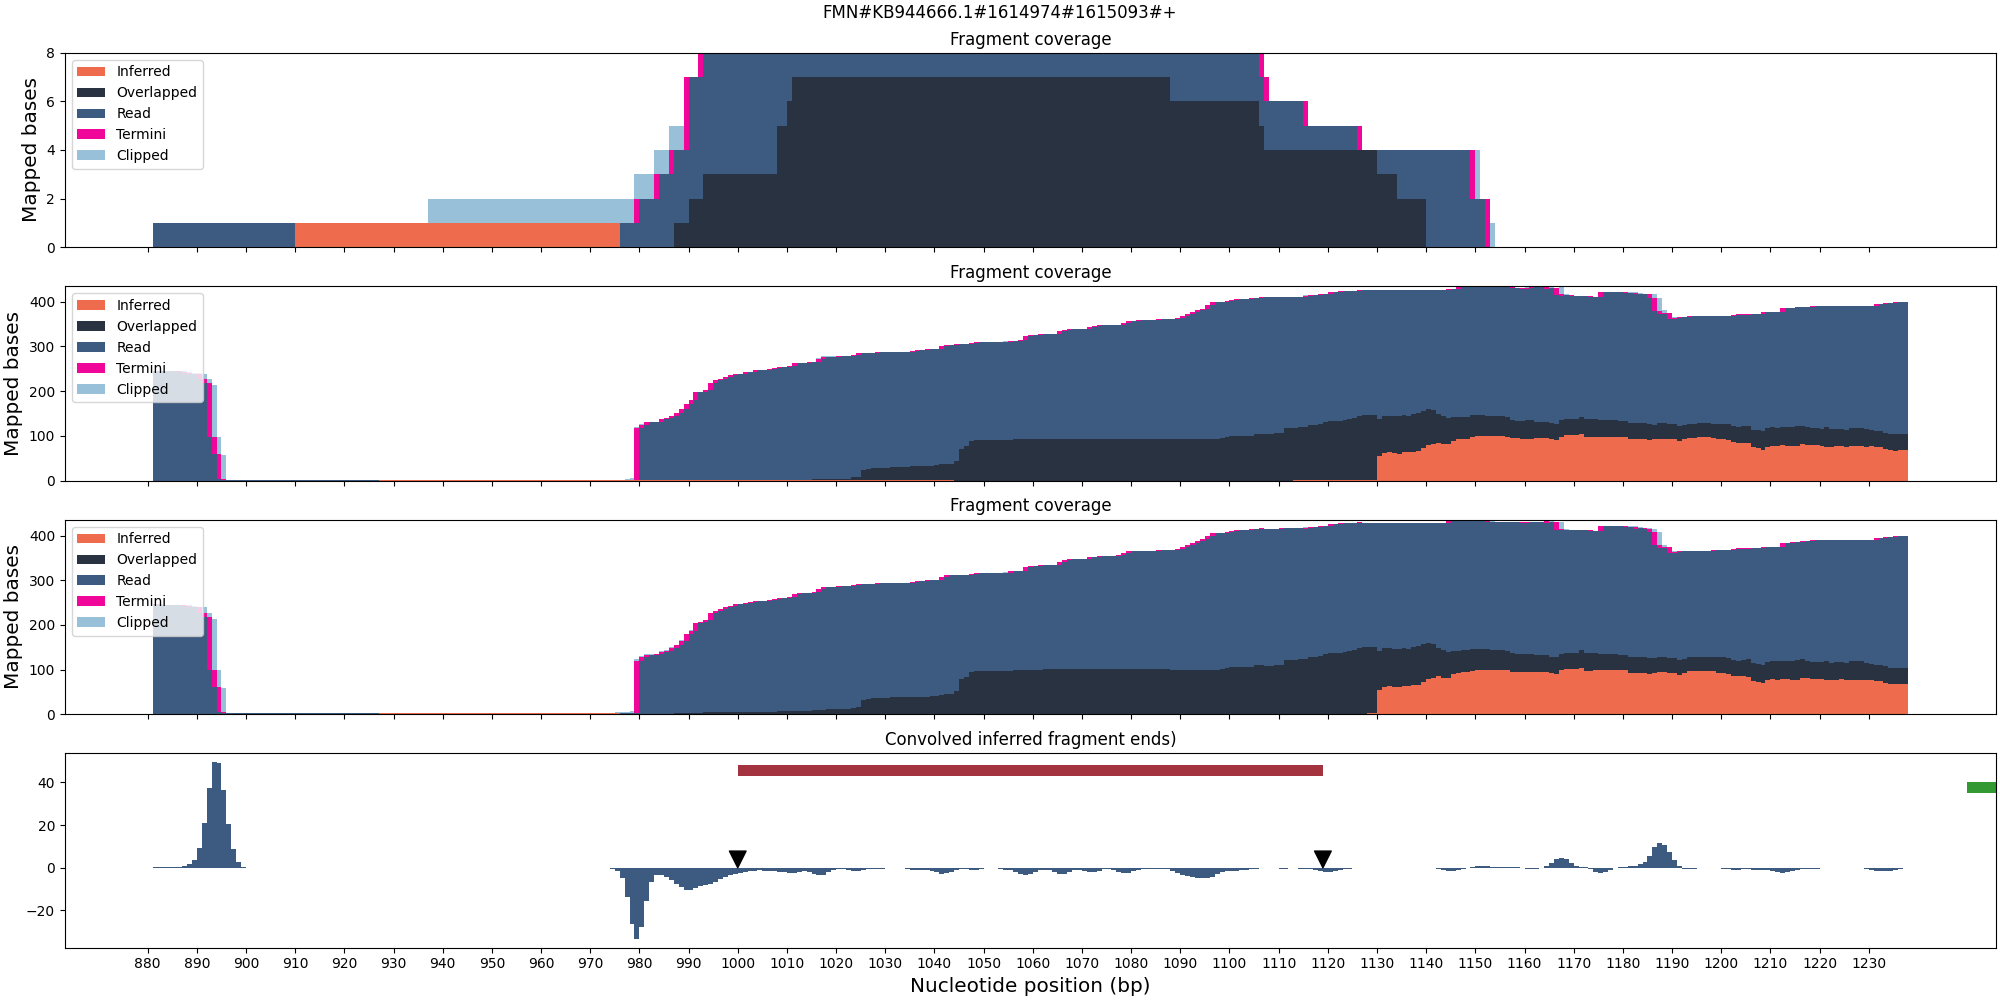 FMN#KB944666.1#1614974#1615093#+
Fragment coverage
Mapped bases
8
6
4
2
0
Inferred
Overlapped
Read
Termini
Clipped
Fragment coverage
Mapped bases
400
300
200
100
0
Inferred
Overlapped
Read
Termini
Clipped
Fragment coverage
Mapped bases
400
300
200
100
0
Inferred
Overlapped
Read
Termini
Clipped
Convolved inferred fragment ends)
40
20
0
−20
880 890 900 910 920 930 940 950 960 970 980 990 1000 1010 1020 1030 1040 1050 1060 1070 1080 1090 1100 1110 1120 1130 1140 1150 1160 1170 1180 1190 1200 1210 1220 1230
Nucleotide position (bp)